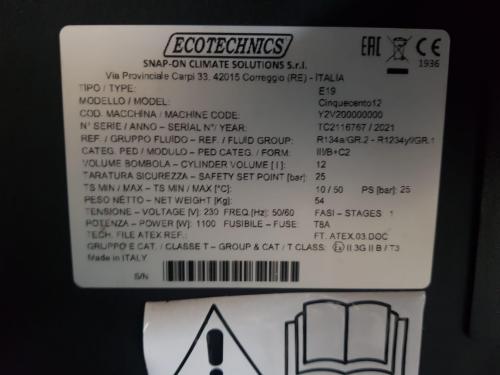 ECOTECHNICS
SNAP-ON CLIMATE SOLUTIONS S.r.l.
Via Provinciale Carpi 33, 42015 Correggio (RE) - ITALIA
EAC CE
1936
TIPO / TYPE: E19
MODELLO / MODEL: Cinquecento12
COD. MACCHINA / MACHINE CODE: Y2V200000000
N° SERIE / ANNO - SERIAL N°/ YEAR: TC2116767 / 2021
REF. / GRUPPO FLUIDO - REF. / FLUID GROUP: R134a/GR.2 - R1234yf/GR.1
CATEG. PED / MODULO - PED CATEG. / FORM: III/B+C2
VOLUME BOMBOLA - CYLINDER VOLUME [ l ]: 12
TARATURA SICUREZZA - SAFETY SET POINT [bar]: 25
TS MIN / MAX - TS MIN / MAX [°C]: 10 / 50 PS [bar]: 25
PESO NETTO - NET WEIGHT [Kg]: 54
TENSIONE - VOLTAGE [V]: 230 FREQ.[Hz]: 50/60 FASI - STAGES 1
POTENZA - POWER [W]: 1100 FUSIBILE - FUSE: T8A
TECH. FILE ATEX REF.: FT. ATEX.03.DOC
GRUPPO E CAT. / CLASSE T - GROUP & CAT / T CLASS: Ex II 3G II B / T3
Made in ITALY
S/N